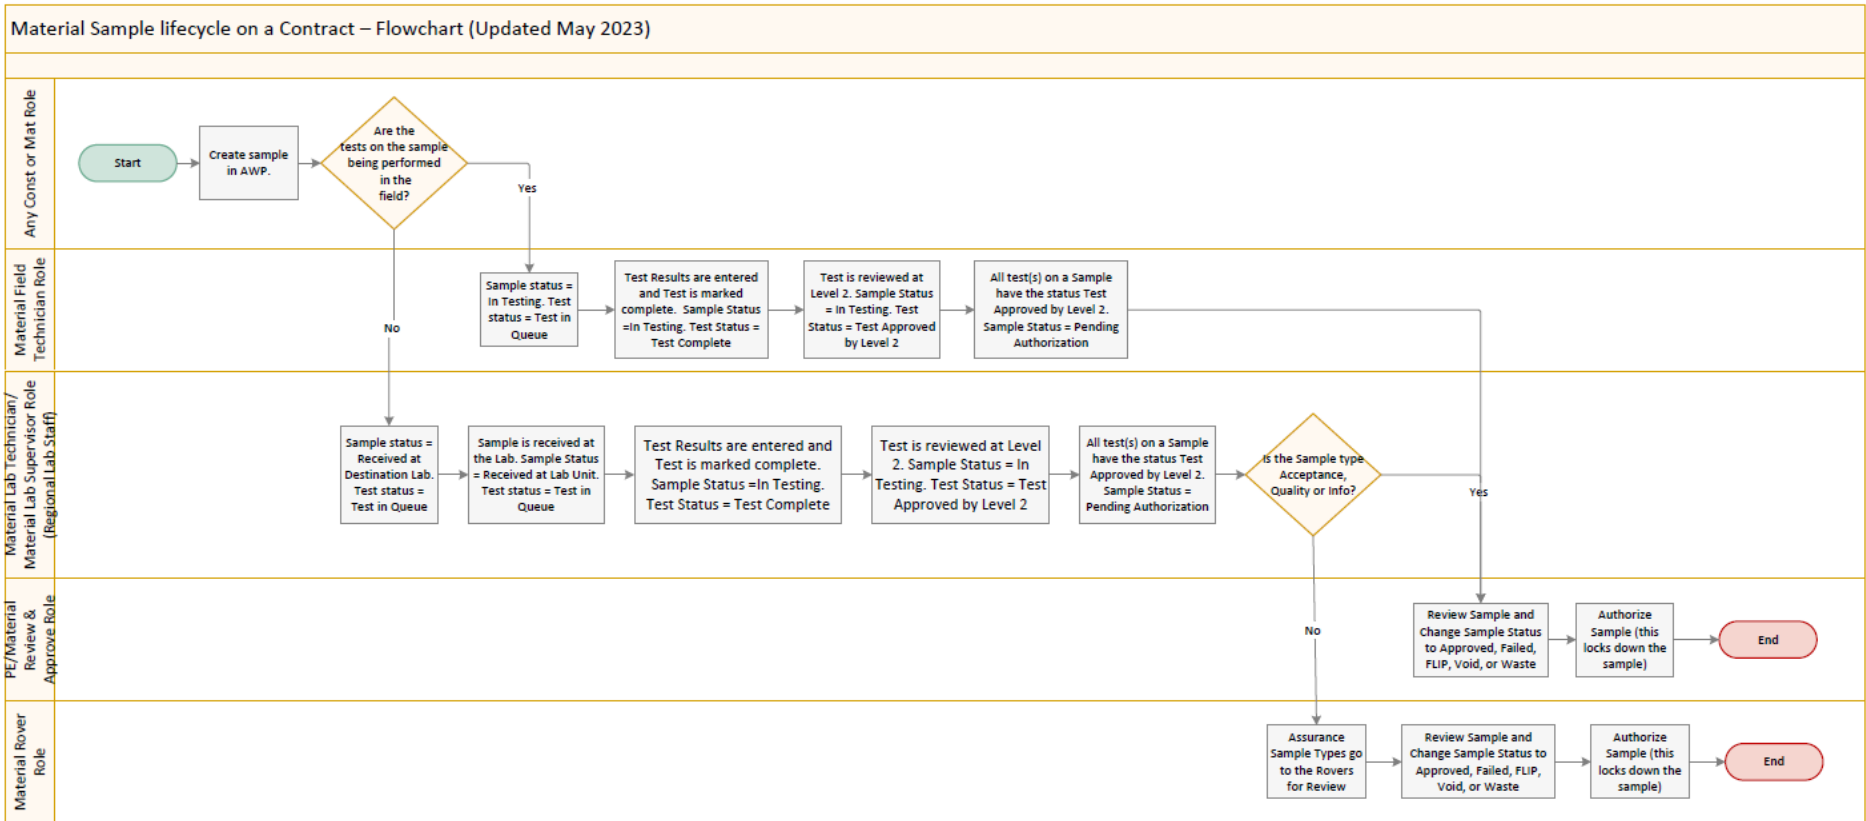 Material Sample lifecycle on a Contract – Flowchart (Updated May 2023)
Any Const or Mat Role
Start
Create sample
in AWP.
Are the
tests on the sample
being performed
in the
field?
Yes
No
Material Field
Technician Role
Sample status =
In Testing. Test
status = Test in
Queue
Test Results are entered
and Test is marked
complete.  Sample Status
=In Testing. Test Status =
Test Complete
Test is reviewed at
Level 2. Sample Status
= In Testing. Test
Status = Test Approved
by Level 2
All test(s) on a Sample
have the status Test
Approved by Level 2.
Sample Status = Pending
Authorization
Material Lab Technician/
Material Lab Supervisor Role
(Regional Lab Staff)
Sample status =
Received at
Destination Lab.
Test status =
Test in Queue
Sample is received at
the Lab. Sample Status
= Received at Lab Unit.
Test status = Test in
Queue
Test Results are entered and
Test is marked complete.
Sample Status =In Testing.
Test Status = Test Complete
Test is reviewed at Level
2. Sample Status = In
Testing. Test Status = Test
Approved by Level 2
All test(s) on a Sample
have the status Test
Approved by Level 2.
Sample Status =
Pending Authorization
Is the Sample type
Acceptance,
Quality or Info?
Yes
No
PE/Material
Review &
Approve Role
Review Sample and
Change Sample Status
to Approved, Failed,
FLIP, Void, or Waste
Authorize
Sample (this
locks down the
sample)
End
Material Rover
Role
Assurance
Sample Types go
to the Rovers
for Review
Review Sample and
Change Sample Status to
Approved, Failed, FLIP,
Void, or Waste
Authorize
Sample (this
locks down the
sample)
End